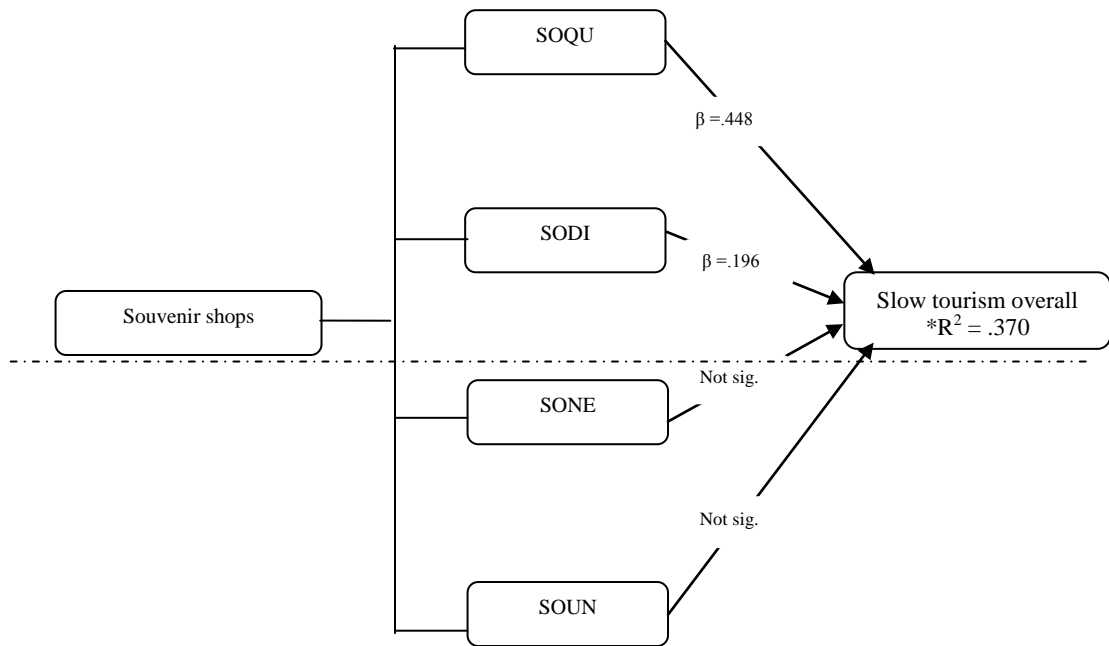 SOQU
β =.448
SODI
β =.196
Slow tourism overall
*R² = .370
Souvenir shops
Not sig.
SONE
Not sig.
SOUN